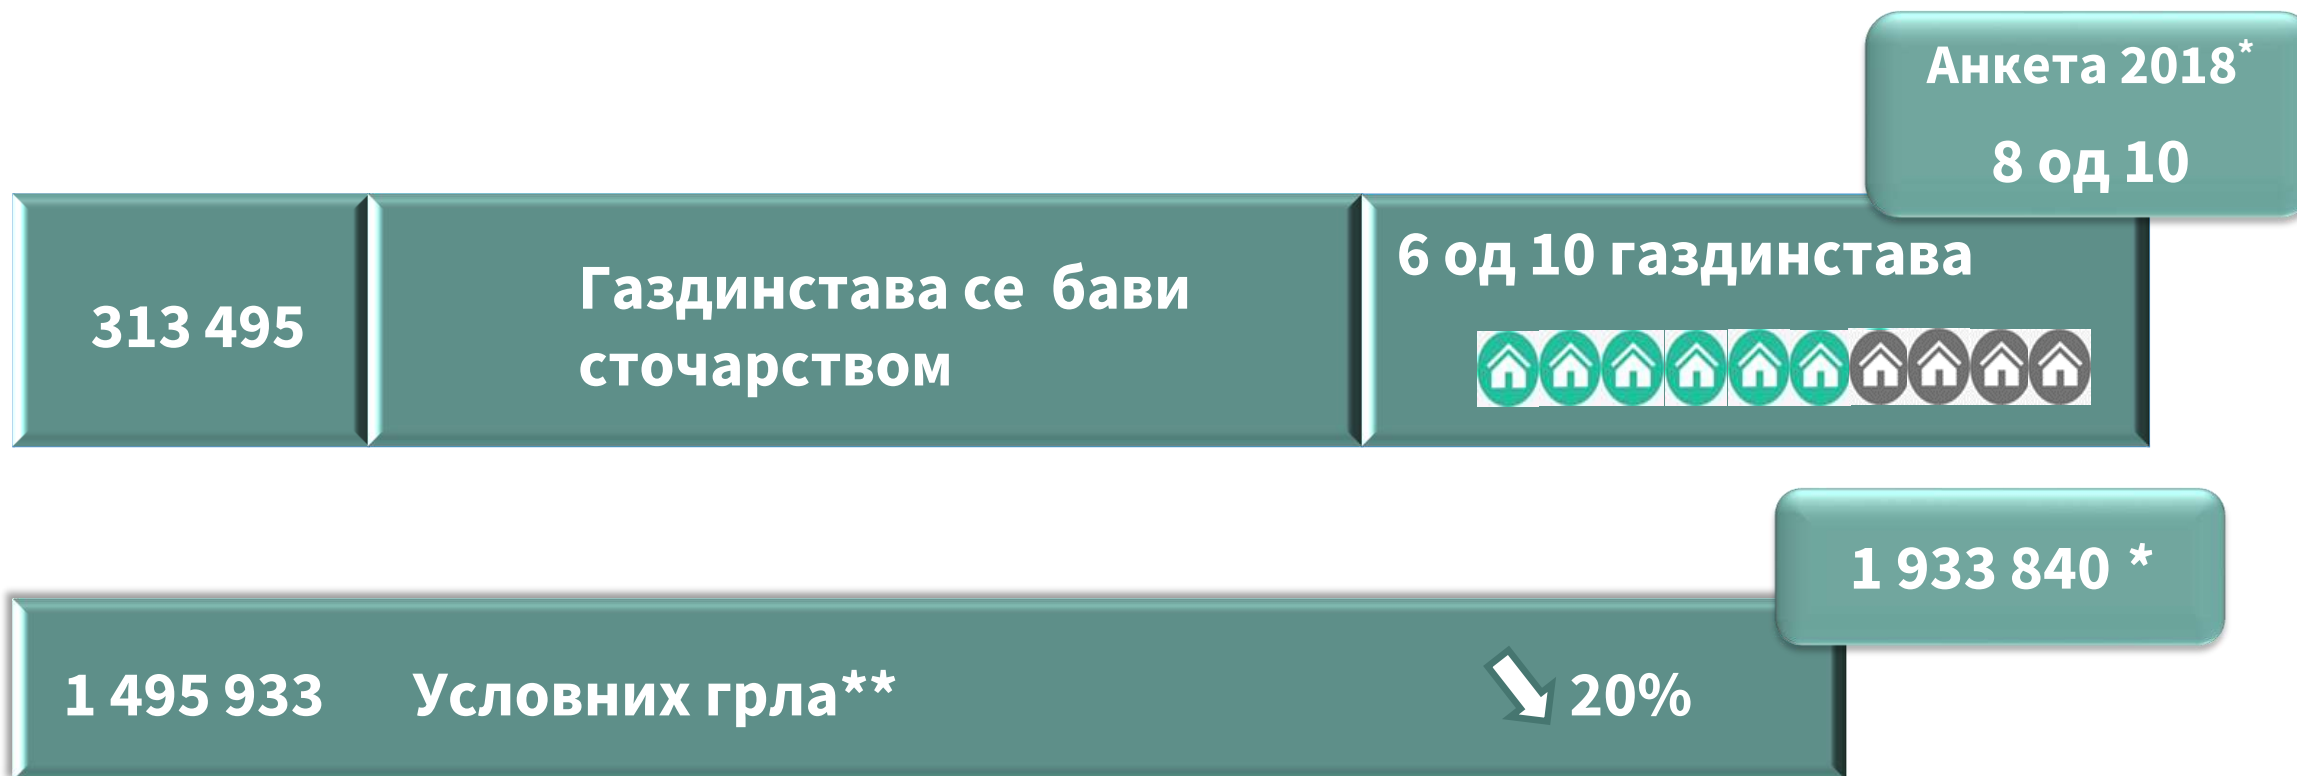 Анкета 2018*
8 од 10
313 495
Газдинстава се бави
сточарством
6 од 10 газдинстава
1 933 840 *
1 495 933
Условних грла**
20%